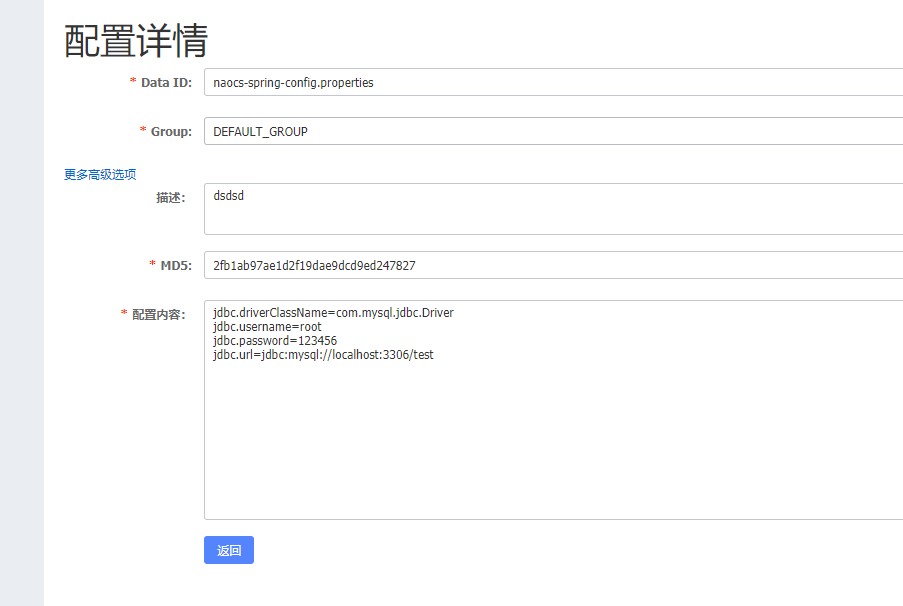 配置详情
* Data ID: naocs-spring-config.properties
* Group: DEFAULT_GROUP
更多高级选项
描述: dsdsd
* MD5: 2fb1ab97ae1d2f19dae9dcd9ed247827
* 配置内容: jdbc.driverClassName=com.mysql.jdbc.Driver
jdbc.username=root
jdbc.password=123456
jdbc.url=jdbc:mysql://localhost:3306/test
返回